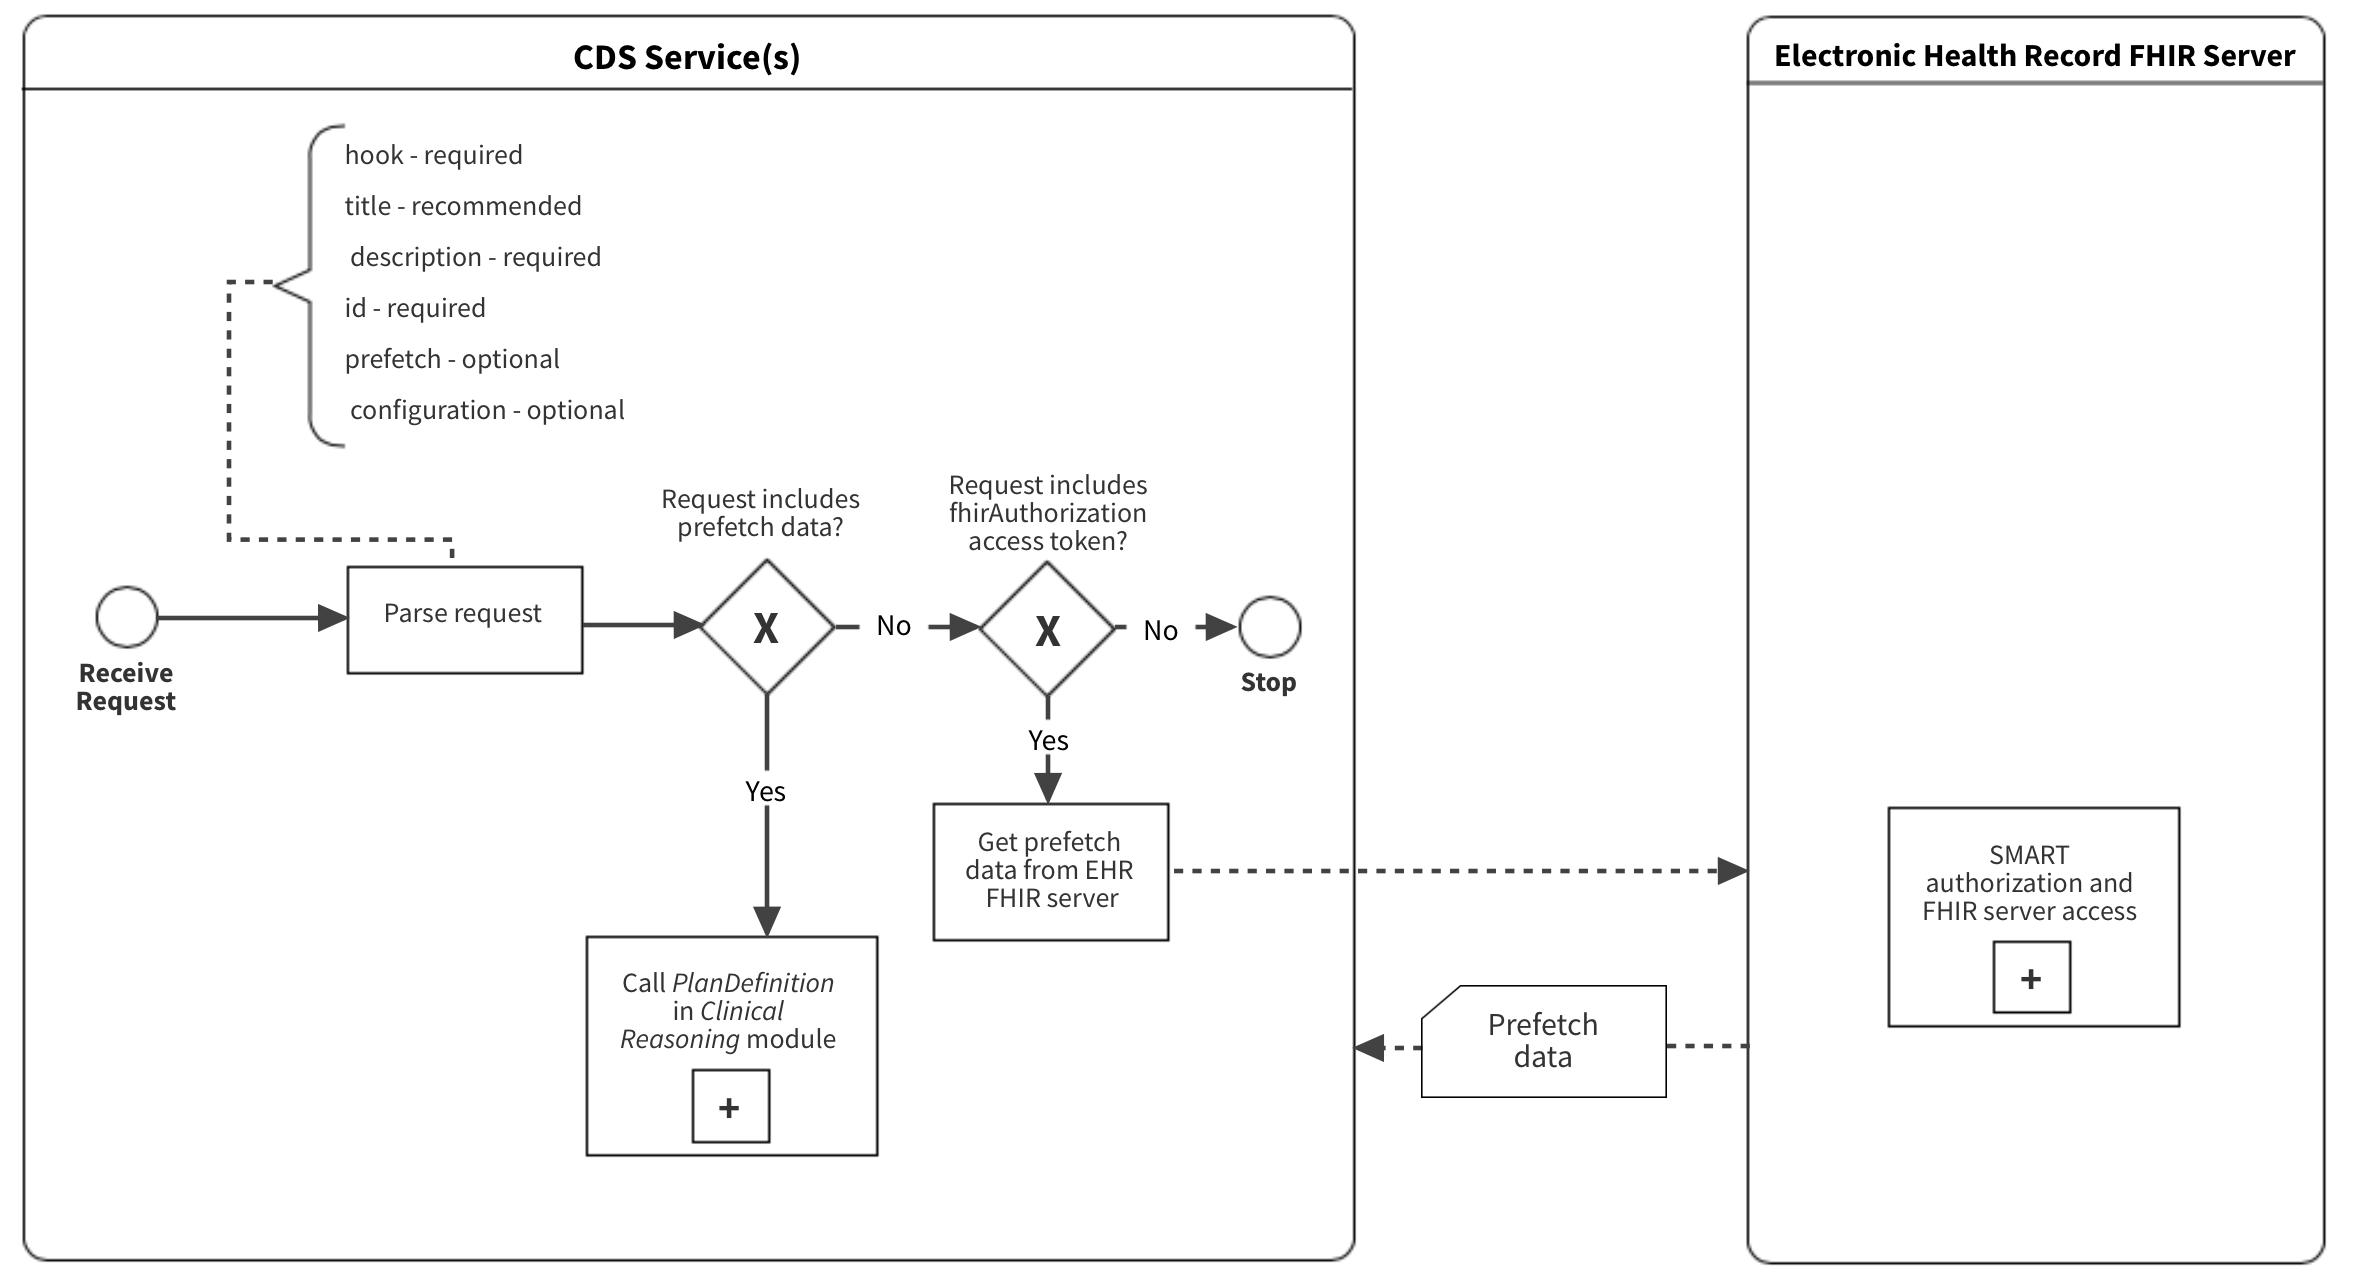 CDS Service(s)
Electronic Health Record FHIR Server
hook - required
title - recommended
description - required
id - required
prefetch - optional
configuration - optional
Request includes
prefetch data?
Request includes
fhirAuthorization
access token?
Receive
Request
Parse request
X
No
X
No
Stop
Yes
Yes
Get prefetch
data from EHR
FHIR server
SMART
authorization and
FHIR server access
+
Call PlanDefinition
in Clinical
Reasoning module
+
Prefetch
data